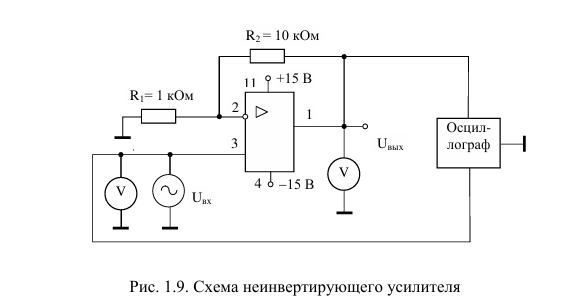 R2 = 10 кОм
11 +15 В
R1= 1 кОм
2
1
3
Осцил-
лограф
Uвых
V
V
Uвх
4 –15 В
Рис. 1.9. Схема неинвертирующего усилителя